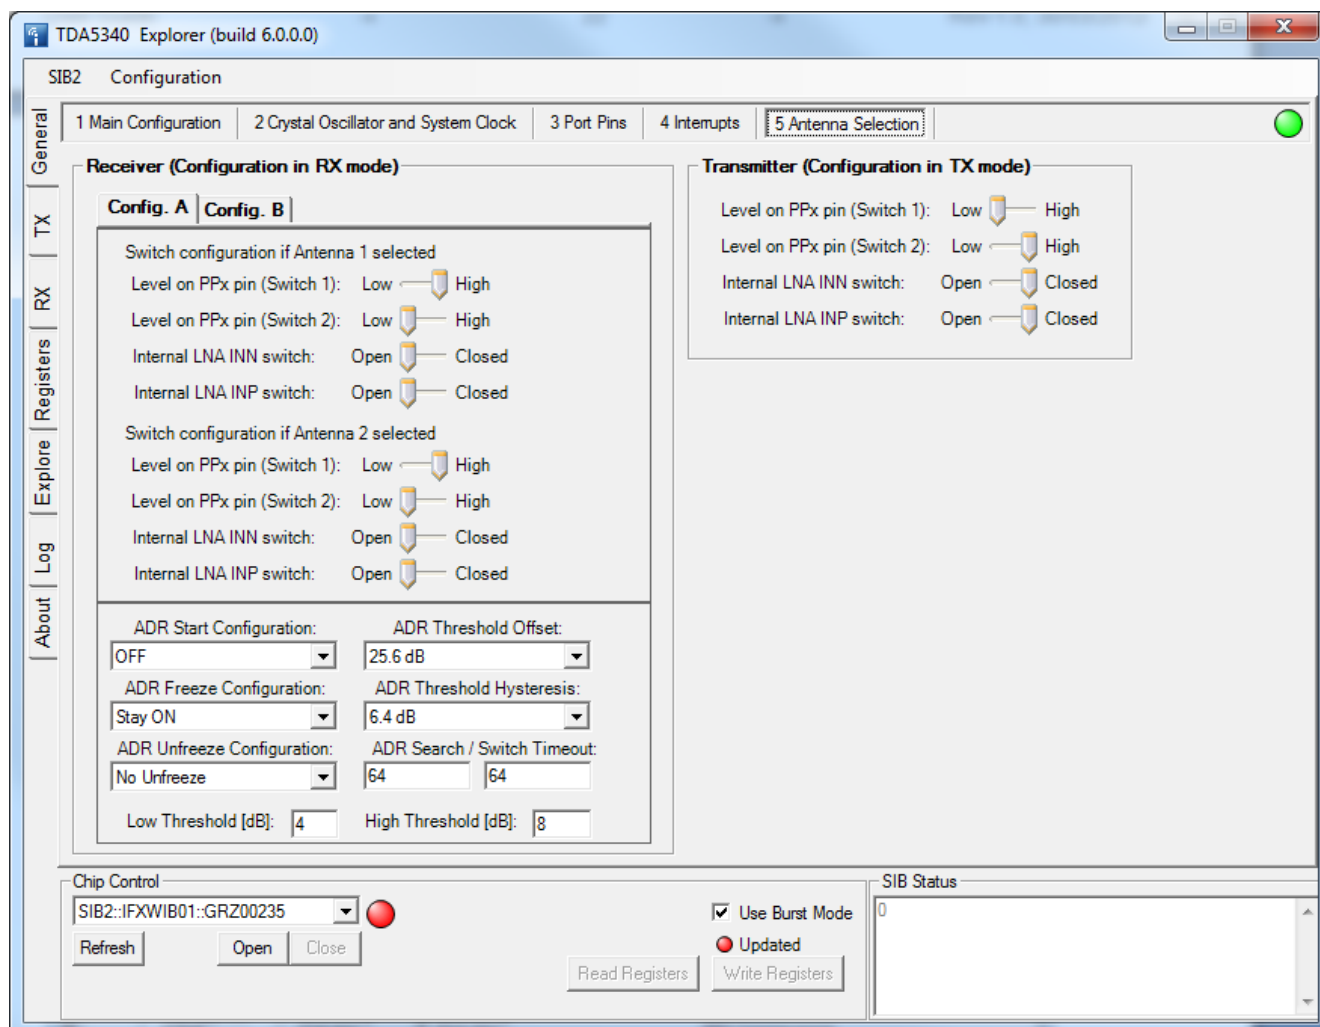 TDA5340 Explorer (build 6.0.0.0)
SIB2 Configuration
General
TX
RX
Registers
Explore
Log
About
1 Main Configuration 2 Crystal Oscillator and System Clock 3 Port Pins 4 Interrupts 5 Antenna Selection
Receiver (Configuration in RX mode)
Config. A Config. B
Switch configuration if Antenna 1 selected
Level on PPx pin (Switch 1): Low High
Level on PPx pin (Switch 2): Low High
Internal LNA INN switch: Open Closed
Internal LNA INP switch: Open Closed
Switch configuration if Antenna 2 selected
Level on PPx pin (Switch 1): Low High
Level on PPx pin (Switch 2): Low High
Internal LNA INN switch: Open Closed
Internal LNA INP switch: Open Closed
ADR Start Configuration: ADR Threshold Offset:
OFF 25.6 dB
ADR Freeze Configuration: ADR Threshold Hysteresis:
Stay ON 6.4 dB
ADR Unfreeze Configuration: ADR Search / Switch Timeout:
No Unfreeze 64 64
Low Threshold [dB]: 4 High Threshold [dB]: 8
Transmitter (Configuration in TX mode)
Level on PPx pin (Switch 1): Low High
Level on PPx pin (Switch 2): Low High
Internal LNA INN switch: Open Closed
Internal LNA INP switch: Open Closed
Chip Control
SIB2::IFXWIB01::GRZ00235
Refresh Open Close
Use Burst Mode
Updated
Read Registers Write Registers
SIB Status
0